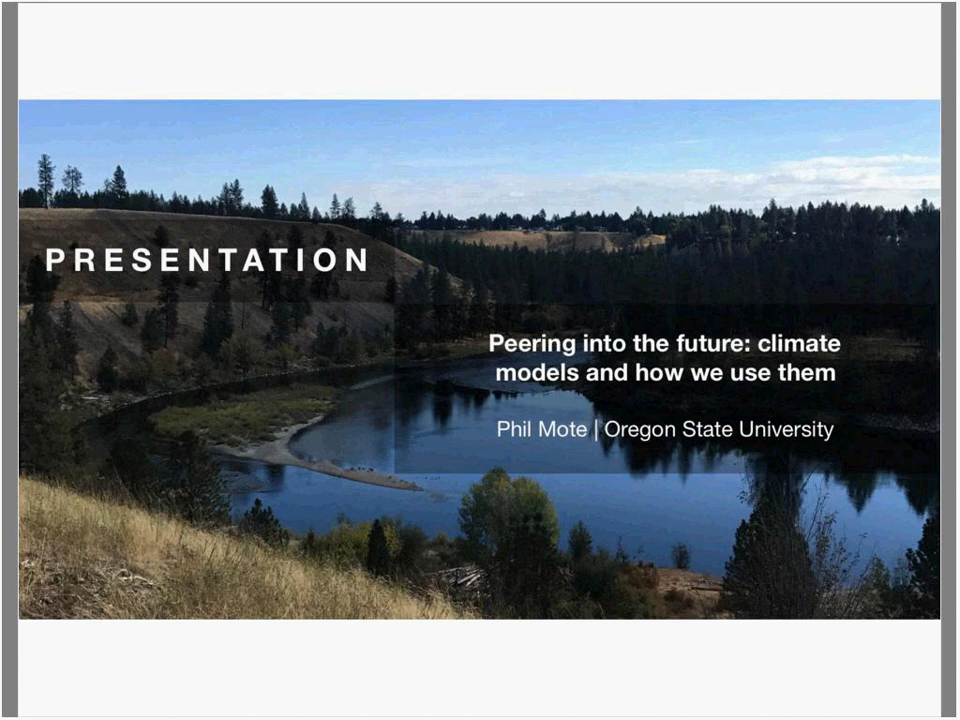 PRESENTATION
Peering into the future: climate
models and how we use them
Phil Mote | Oregon State University